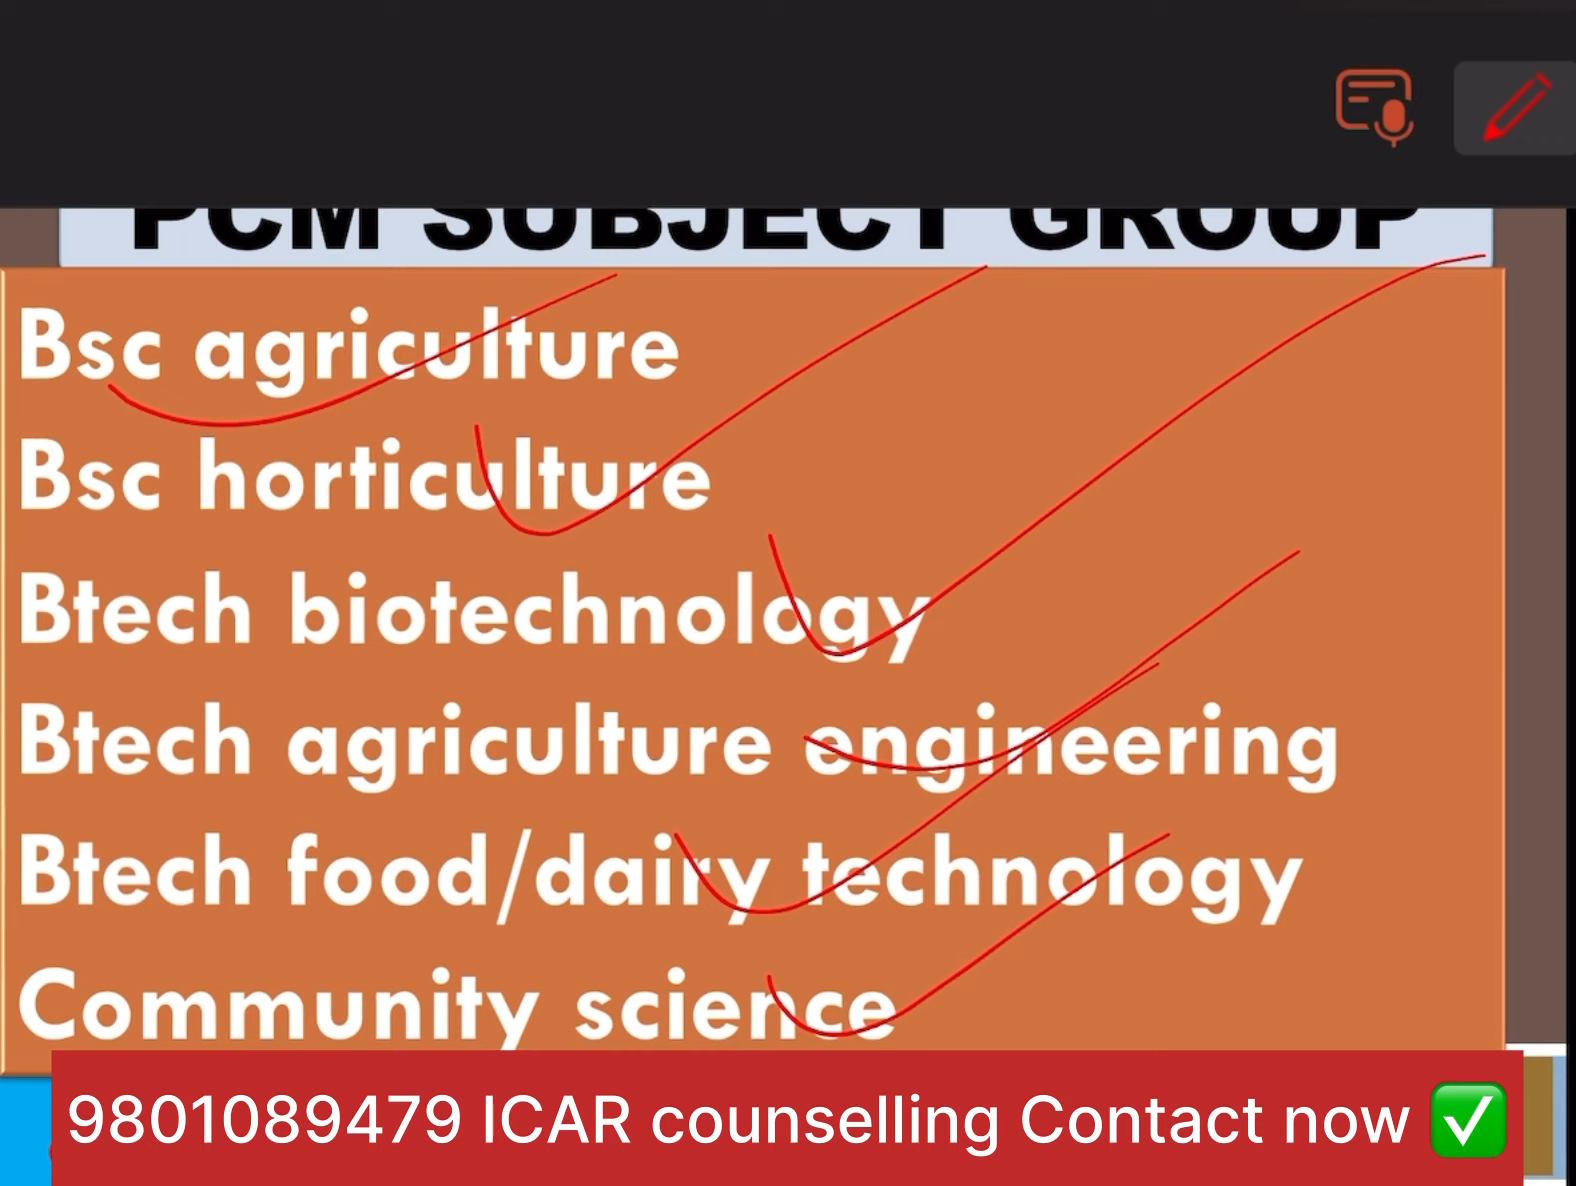 PCM SUBJECT GROUP
Bsc agriculture
Bsc horticulture
Btech biotechnology
Btech agriculture engineering
Btech food/dairy technology
Community science
9801089479 ICAR counselling Contact now ✅